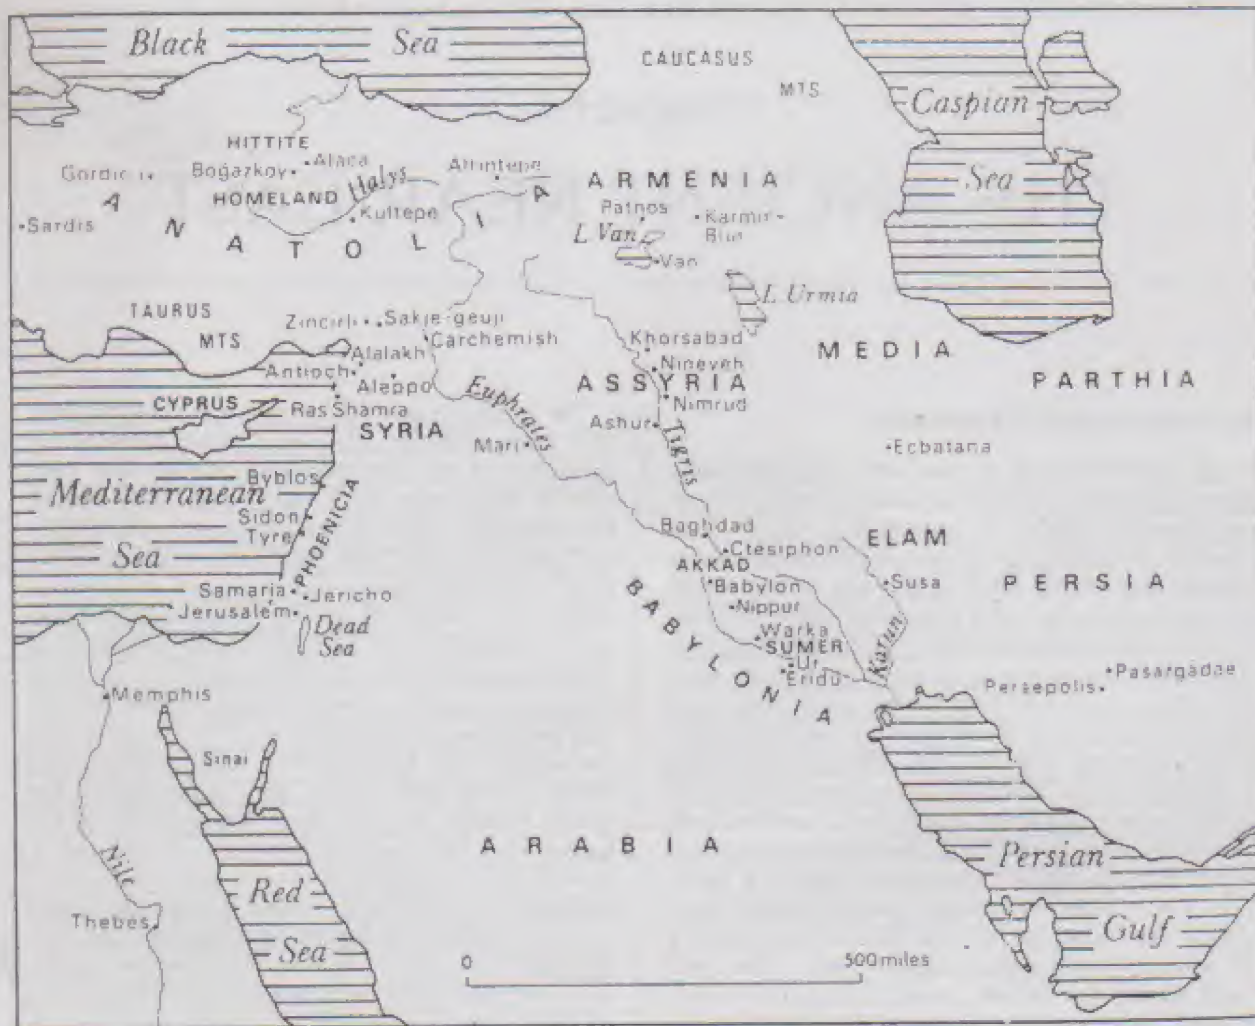 Black Sea
CAUCASUS
MTS.
Caspian
Sea
HITTITE
Alaca
Boğazkoy
HOMELAND
Halys
Kultepe
Altintepe
ANATOLIA
Sardis
ARMENIA
Patnos
Karmir
Blur
L. Van
Van
L. Urmia
TAURUS
MTS
Zincirli
Sakje-geuji
Carchemish
Alalakh
Antioch
Aleppo
Khorsabad
Nineveh
ASSYRIA
Nimrud
Ashur
MEDIA
PARTHIA
CYPRUS
Ras Shamra
SYRIA
Euphrates
Mari
Tigris
Ecbatana
Mediterranean
Sea
Byblos
Sidon
Tyre
PHOENICIA
Samaria
Jericho
Jerusalem
Dead
Sea
Baghdad
Ctesiphon
AKKAD
Babylon
Nippur
BABYLONIA
Warka
SUMER
Ur
Eridu
ELAM
Susa
Karun
PERSIA
Persepolis
Pasargadae
Memphis
Sinai
Nile
Thebes
ARABIA
Red
Sea
Persian
Gulf
0 500 miles